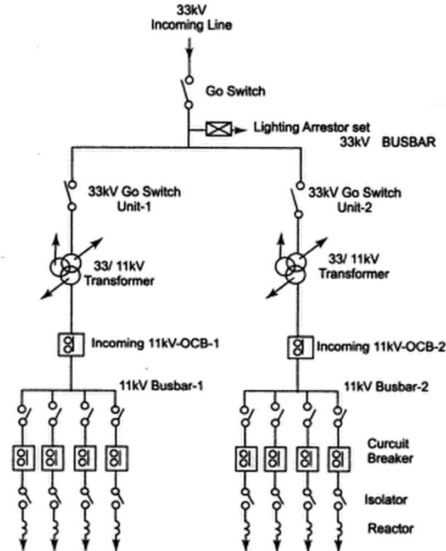 33kV
Incoming Line
Go Switch
Lighting Arrestor set
33kV BUSBAR
33kV Go Switch
Unit-1
33kV Go Switch
Unit-2
33/ 11kV
Transformer
33/ 11kV
Transformer
Incoming 11kV-OCB-1
Incoming 11kV-OCB-2
11kV Busbar-1
11kV Busbar-2
Curcuit
Breaker
Isolator
Reactor